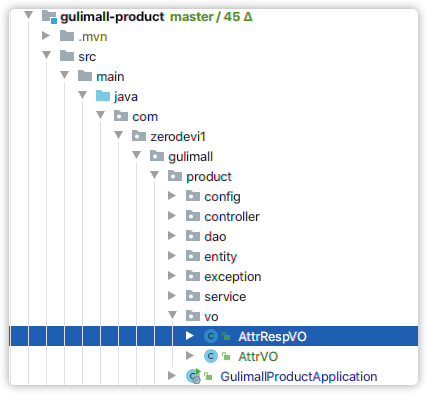 gulimall-product master / 45 Δ
.mvn
src
main
java
com
zerodevi1
gulimall
product
config
controller
dao
entity
exception
service
vo
AttrRespVO
AttrVO
GulimallProductApplication